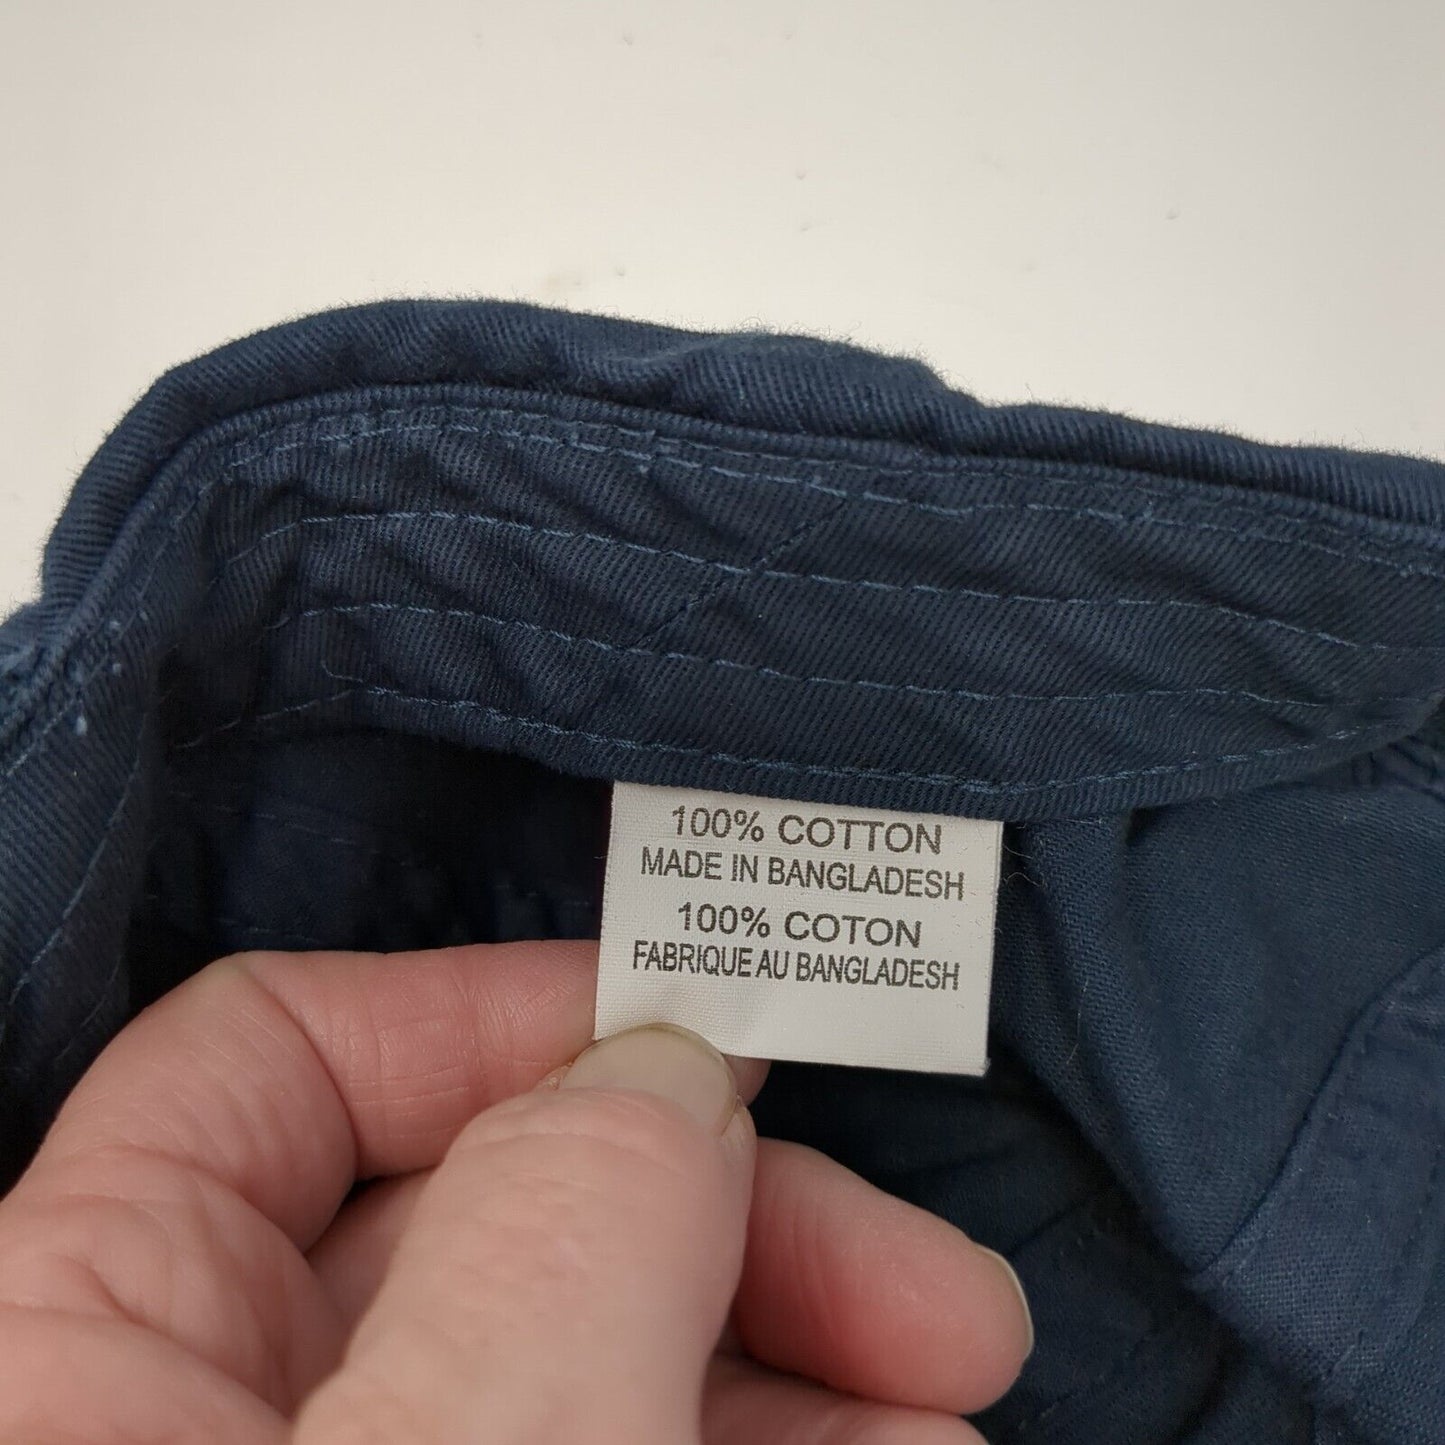 100% COTTON
MADE IN BANGLADESH
100% COTON
FABRIQUE AU BANGLADESH